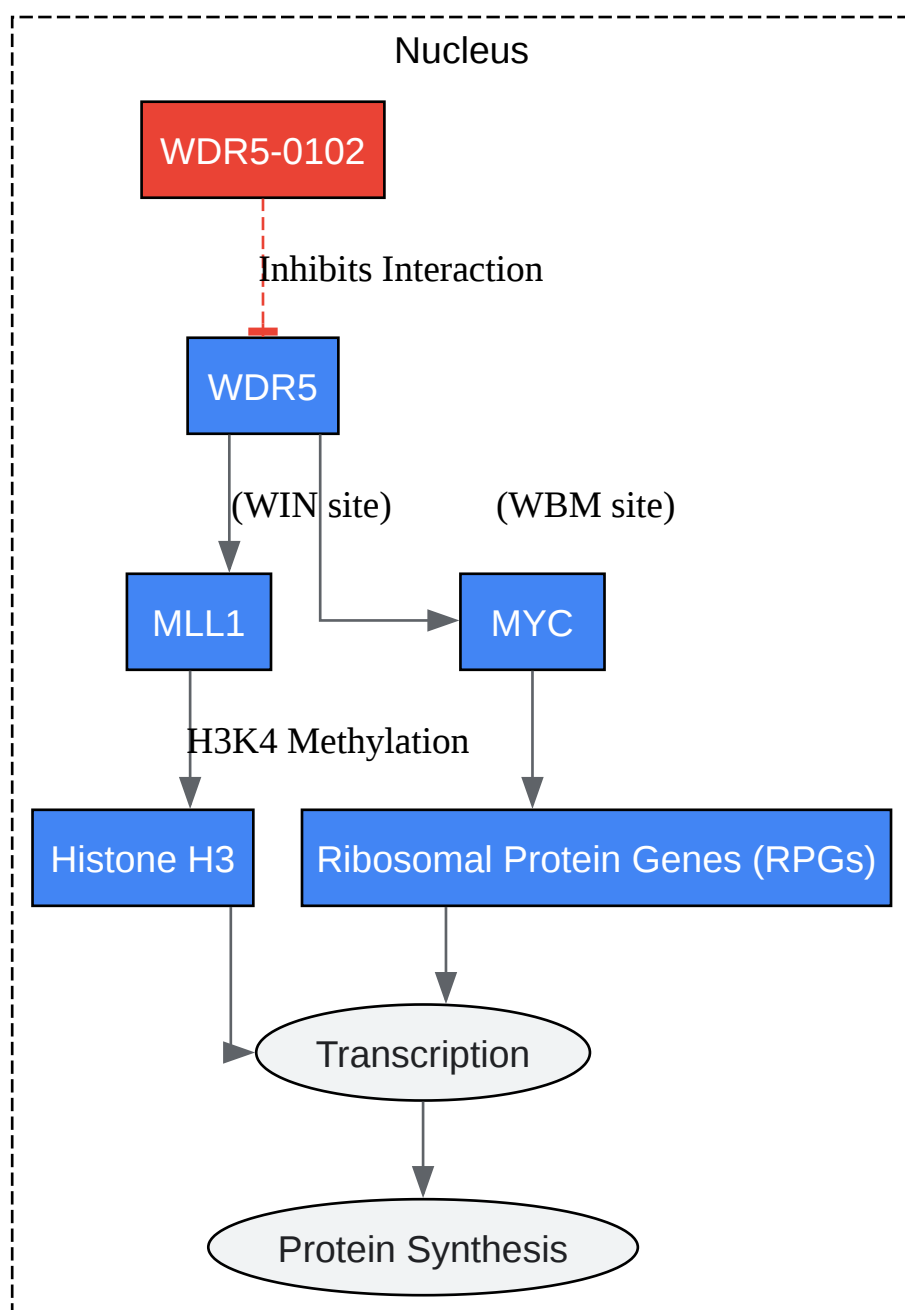 Nucleus
WDR5-0102
Inhibits Interaction
WDR5
(WIN site)
(WBM site)
MLL1
MYC
H3K4 Methylation
Histone H3
Ribosomal Protein Genes (RPGs)
Transcription
Protein Synthesis